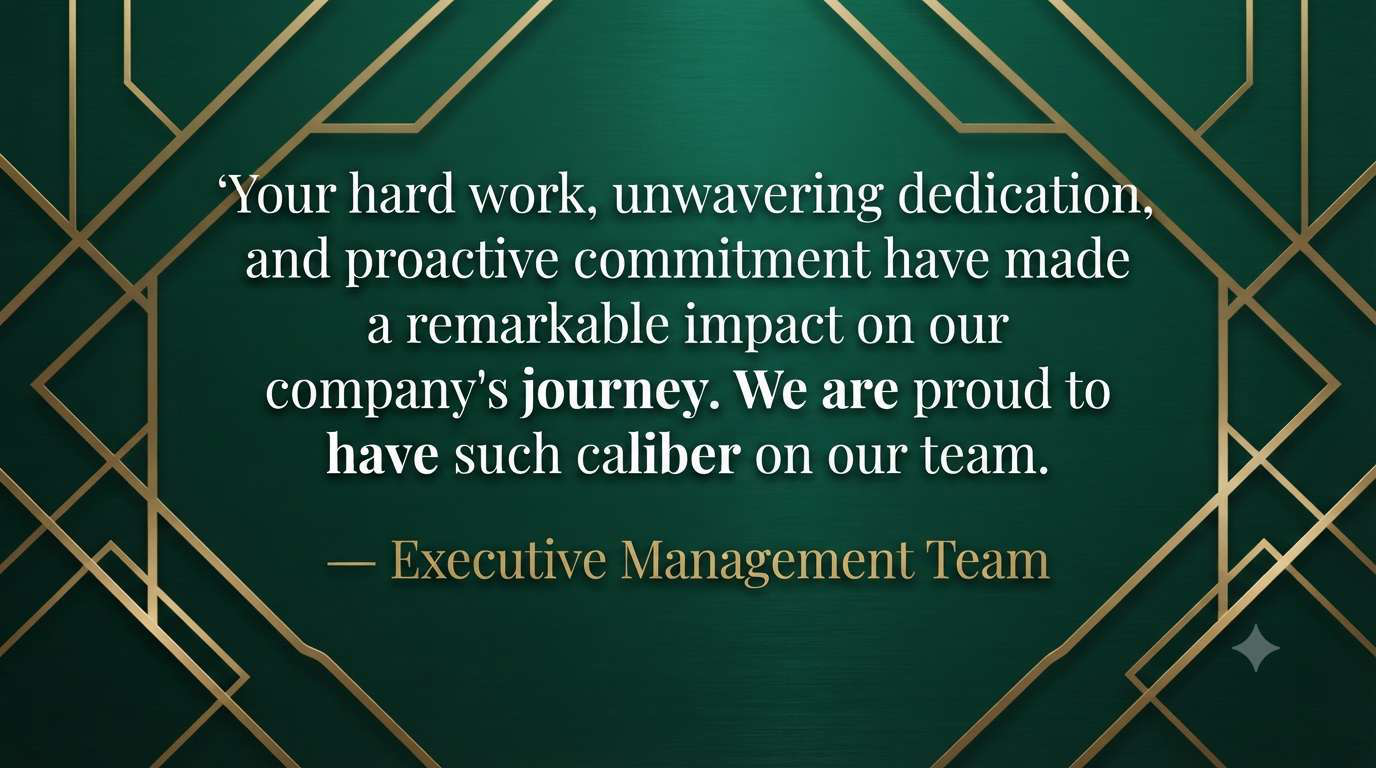 ‘Your hard work, unwavering dedication,
and proactive commitment have made
a remarkable impact on our
company's journey. We are proud to
have such caliber on our team.
— Executive Management Team